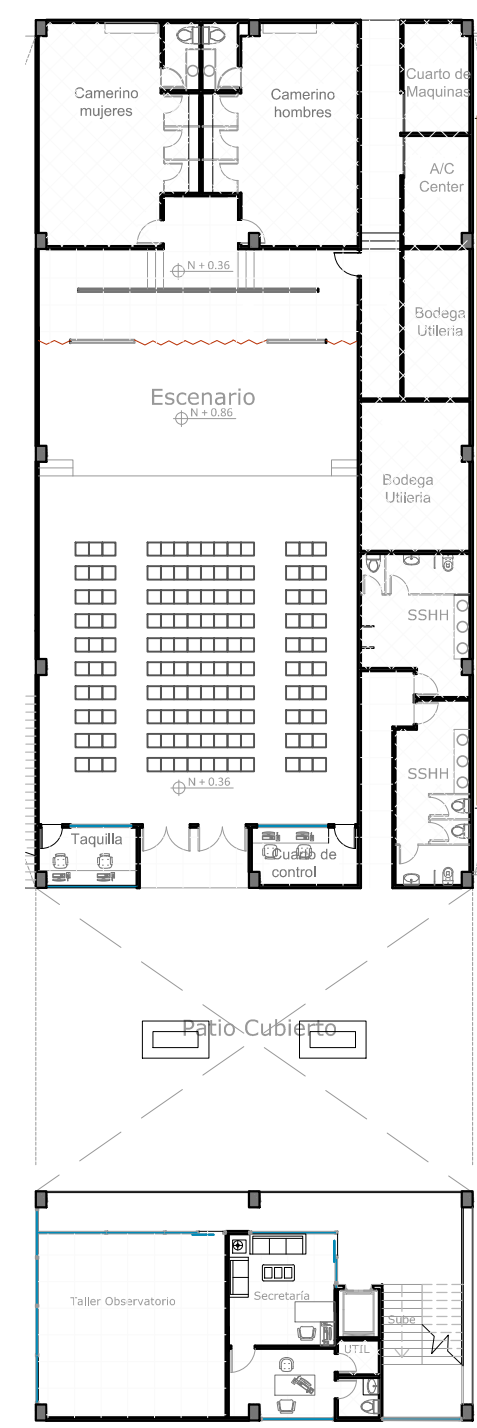 Camerino
mujeres
Camerino
hombres
Cuarto de
Maquinas
A/C
Center
N + 0.36
Bodega
Utileria
Escenario
N + 0.86
Bodega
Utileria
SSHH
SSHH
N + 0.36
Taquilla
Cuarto de
control
Patio Cubierto
Taller Observatorio
Secretaría
Sube
UTIL